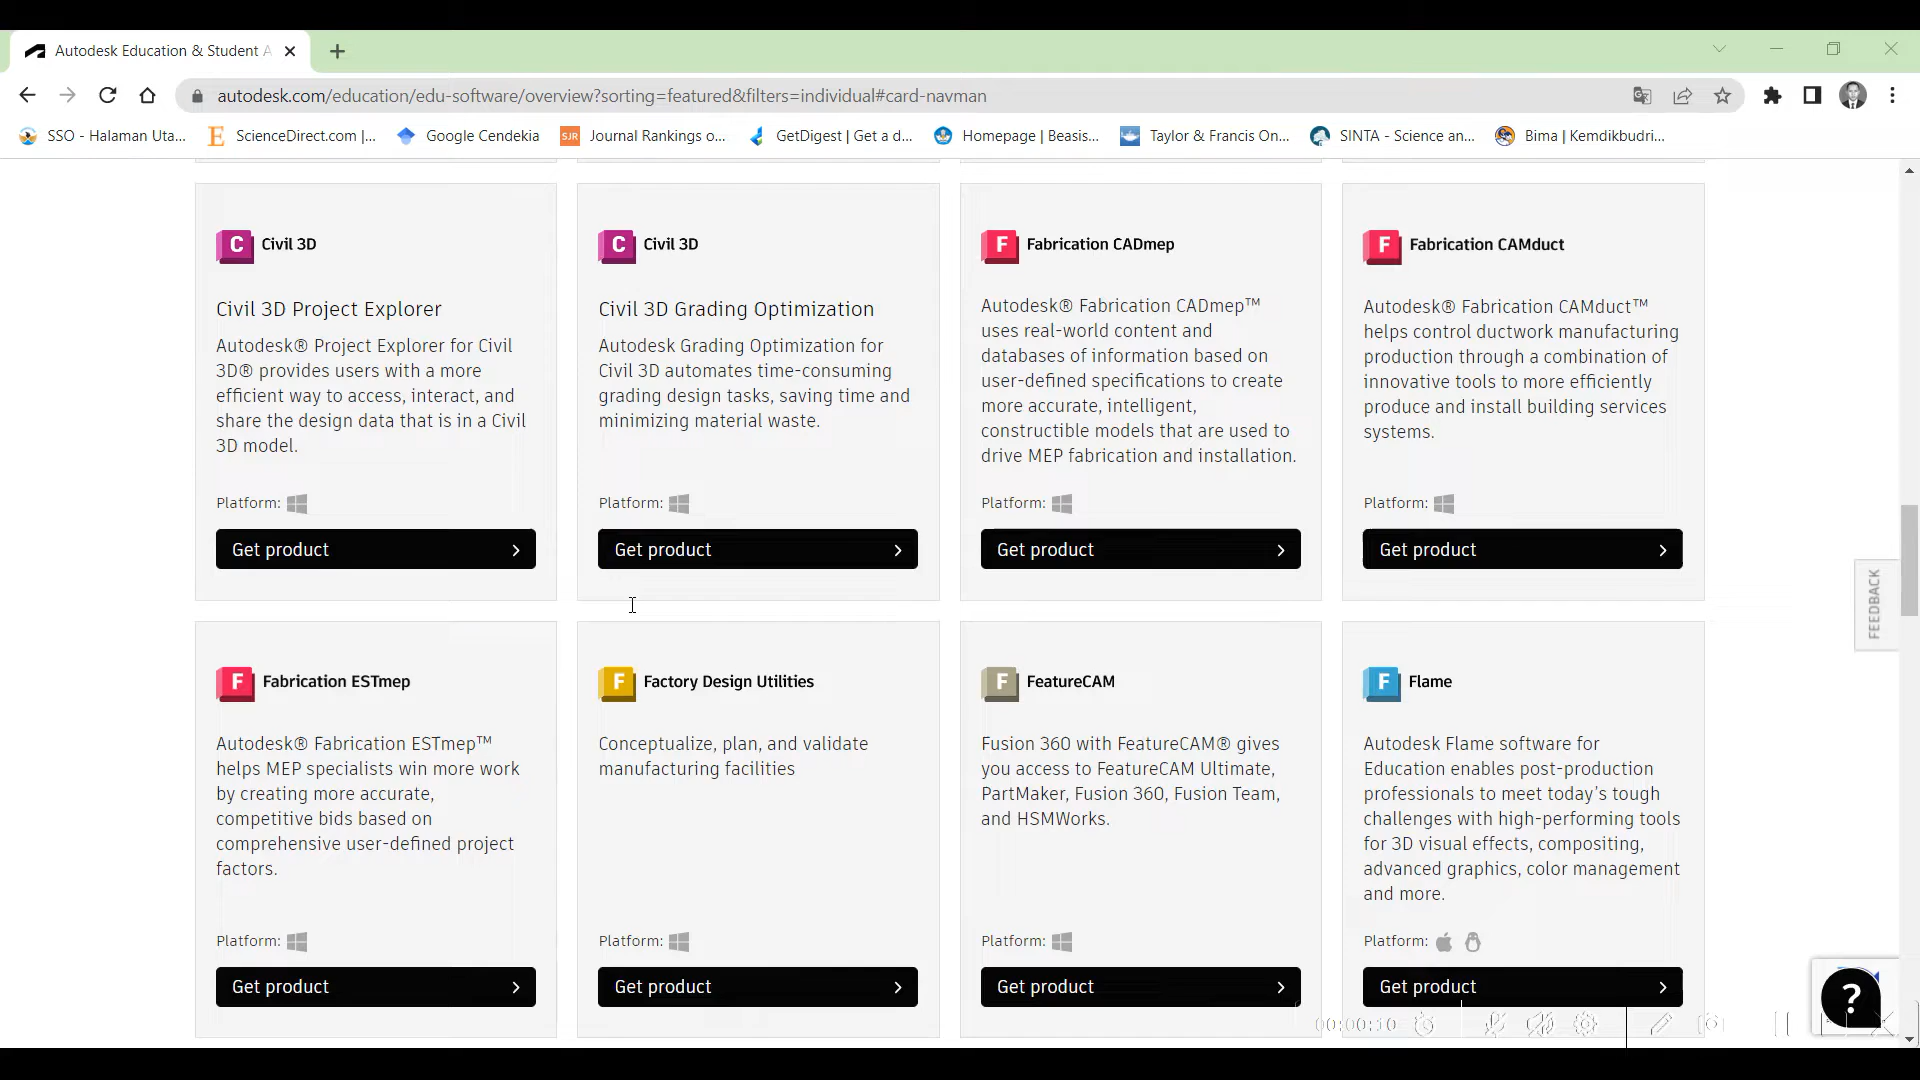 Autodesk Education & Student A
autodesk.com/education/edu-software/overview?sorting=featured&filters=individual#card-navman
SSO - Halaman Uta...
ScienceDirect.com |...
Google Cendekia
SJR
Journal Rankings o...
GetDigest | Get a d...
Homepage | Beasis...
Taylor & Francis On...
SINTA - Science an...
Bima | Kemdikbudri...
C Civil 3D
Civil 3D Project Explorer
Autodesk® Project Explorer for Civil
3D® provides users with a more
efficient way to access, interact, and
share the design data that is in a Civil
3D model.
Platform:
Get product
C Civil 3D
Civil 3D Grading Optimization
Autodesk Grading Optimization for
Civil 3D automates time-consuming
grading design tasks, saving time and
minimizing material waste.
Platform:
Get product
F Fabrication CADmep
Autodesk® Fabrication CADmep™
uses real-world content and
databases of information based on
user-defined specifications to create
more accurate, intelligent,
constructible models that are used to
drive MEP fabrication and installation.
Platform:
Get product
F Fabrication CAMduct
Autodesk® Fabrication CAMduct™
helps control ductwork manufacturing
production through a combination of
innovative tools to more efficiently
produce and install building services
systems.
Platform:
Get product
F Fabrication ESTmep
Autodesk® Fabrication ESTmep™
helps MEP specialists win more work
by creating more accurate,
competitive bids based on
comprehensive user-defined project
factors.
Platform:
Get product
F Factory Design Utilities
Conceptualize, plan, and validate
manufacturing facilities
Platform:
Get product
F FeatureCAM
Fusion 360 with FeatureCAM® gives
you access to FeatureCAM Ultimate,
PartMaker, Fusion 360, Fusion Team,
and HSMWorks.
Platform:
Get product
F Flame
Autodesk Flame software for
Education enables post-production
professionals to meet today's tough
challenges with high-performing tools
for 3D visual effects, compositing,
advanced graphics, color management
and more.
Platform:
Get product
FEEDBACK
?
00:00:10